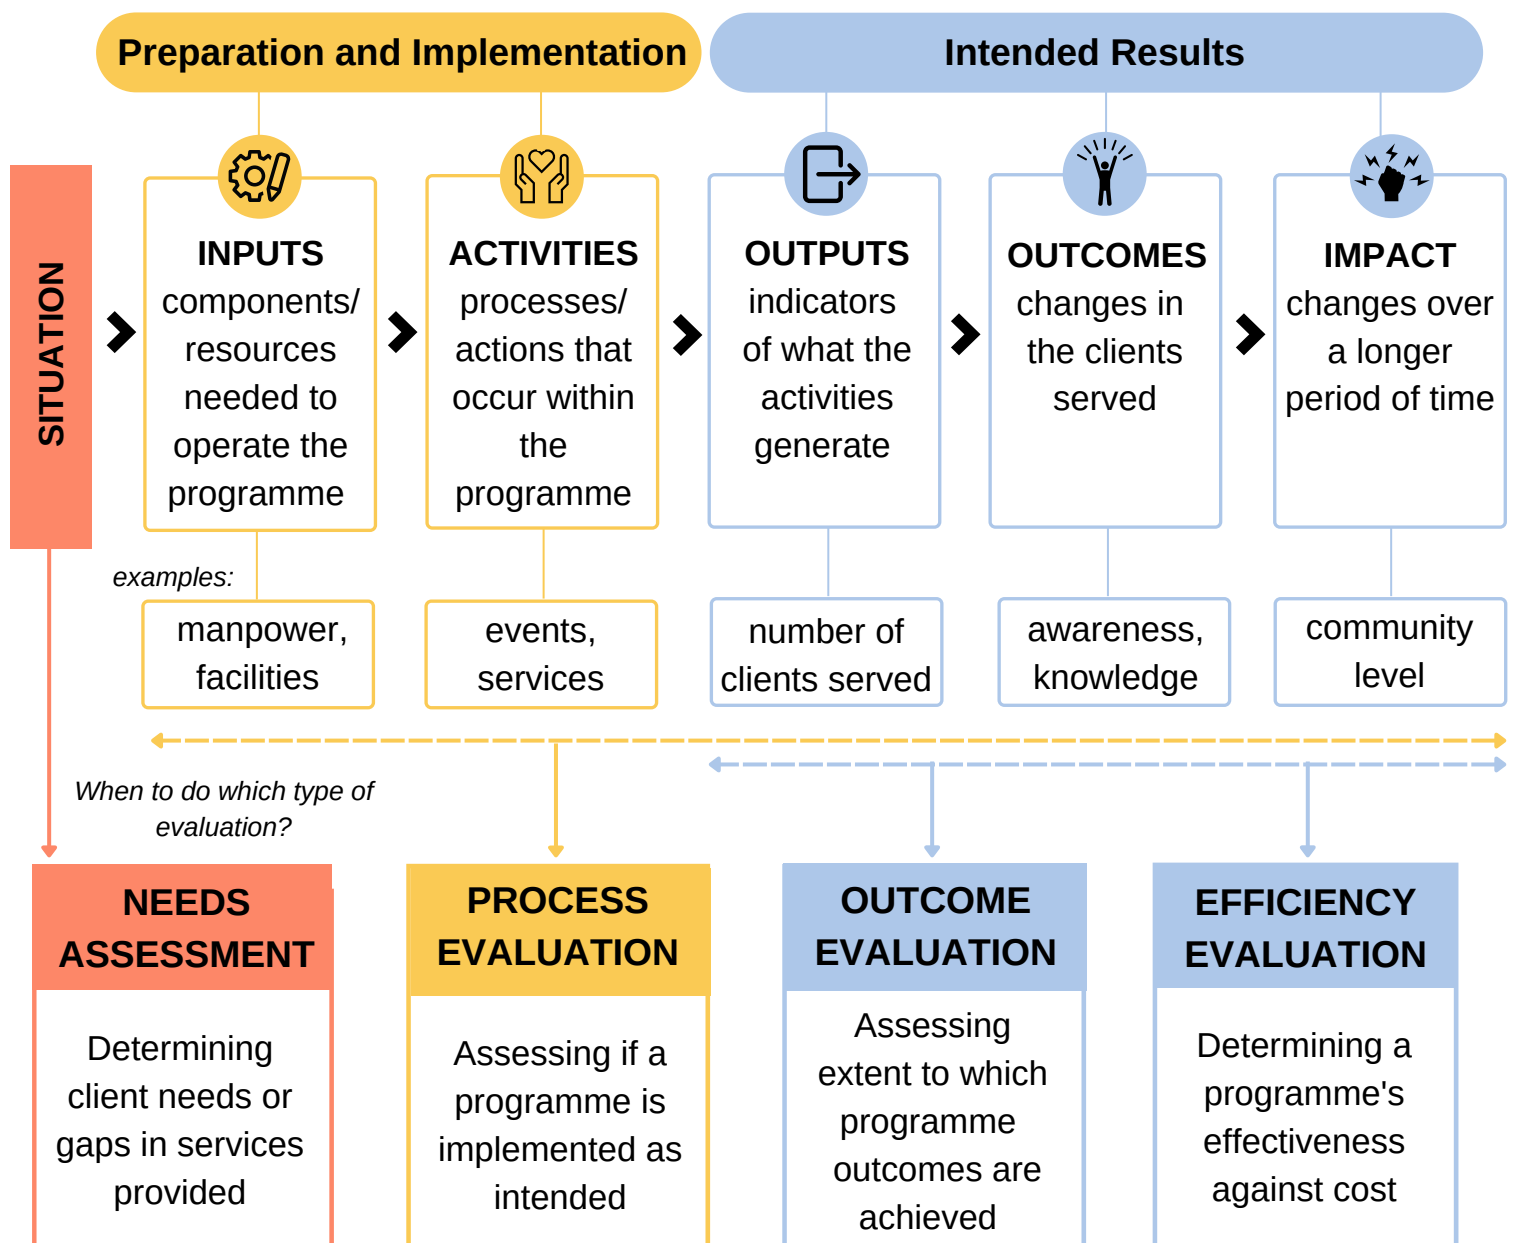 Preparation and Implementation
Intended Results
SITUATION
INPUTS
components/
resources
needed to
operate the
programme
ACTIVITIES
processes/
actions that
occur within
the
programme
OUTPUTS
indicators
of what the
activities
generate
OUTCOMES
changes in
the clients
served
IMPACT
changes over
a longer
period of time
examples:
manpower,
facilities
events,
services
number of
clients served
awareness,
knowledge
community
level
When to do which type of
evaluation?
NEEDS
ASSESSMENT
Determining
client needs or
gaps in services
provided
PROCESS
EVALUATION
Assessing if a
programme is
implemented as
intended
OUTCOME
EVALUATION
Assessing
extent to which
programme
outcomes are
achieved
EFFICIENCY
EVALUATION
Determining a
programme's
effectiveness
against cost